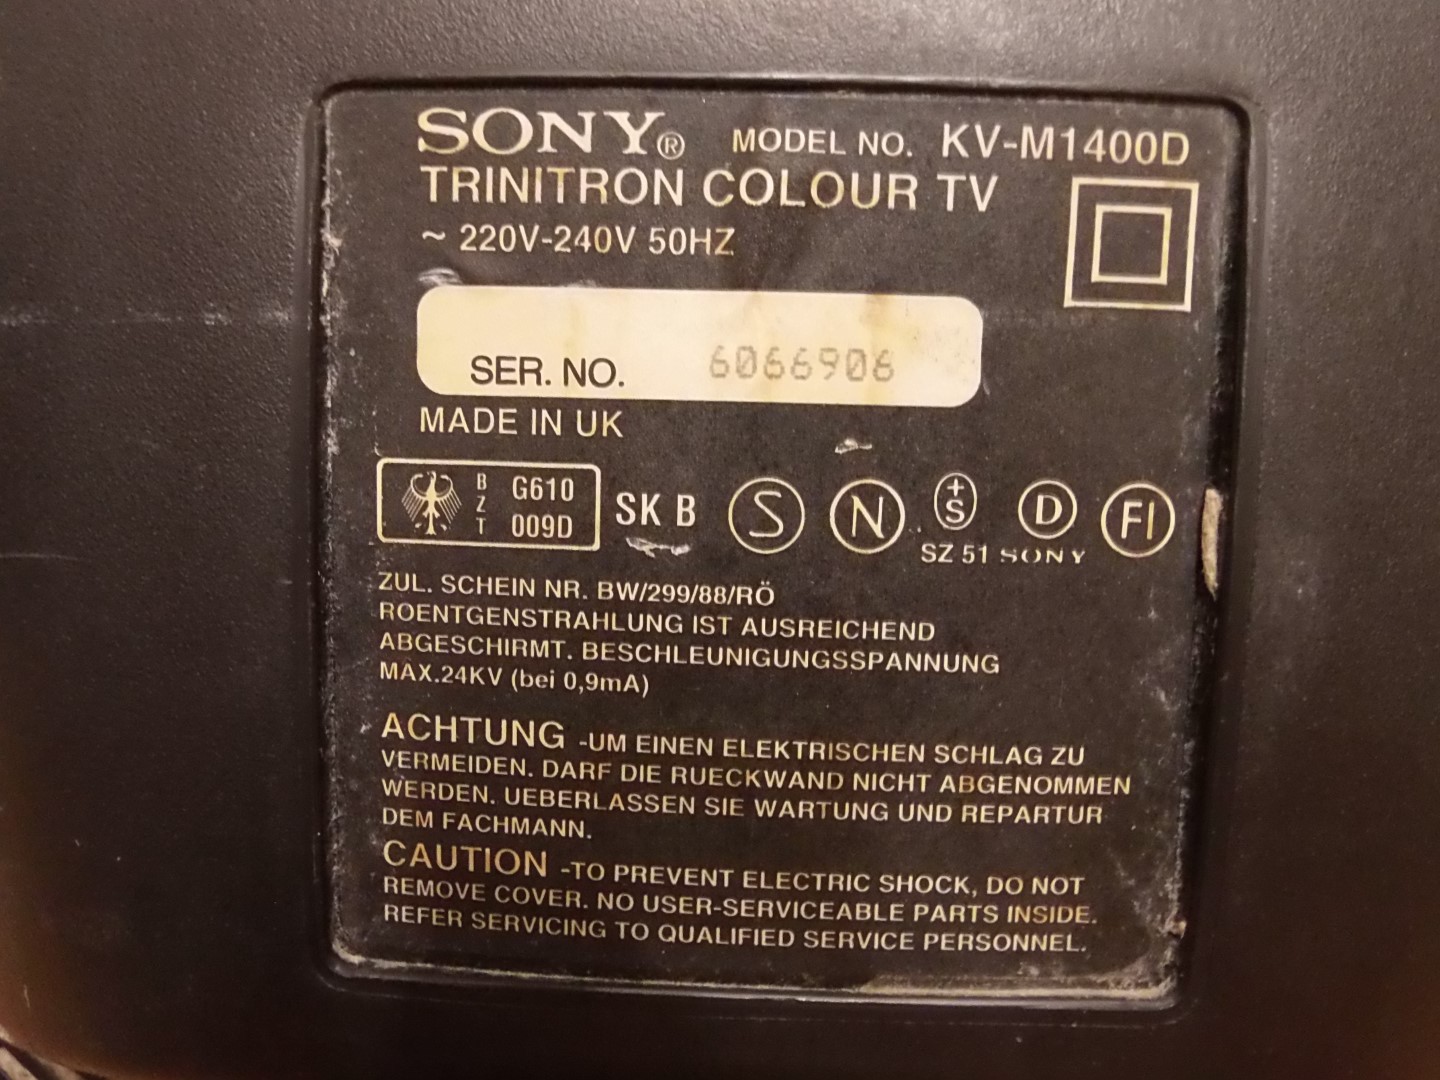 SONY® MODEL NO. KV-M1400D
TRINITRON COLOUR TV
~ 220V-240V 50HZ
SER. NO. 6066906
MADE IN UK
BZT G610 009D SK B S N +S D FI
SZ 51 SONY
ZUL. SCHEIN NR. BW/299/88/RÖ
ROENTGENSTRAHLUNG IST AUSREICHEND
ABGESCHIRMT. BESCHLEUNIGUNGSSPANNUNG
MAX.24KV (bei 0,9mA)
ACHTUNG -UM EINEN ELEKTRISCHEN SCHLAG ZU
VERMEIDEN. DARF DIE RUECKWAND NICHT ABGENOMMEN
WERDEN. UEBERLASSEN SIE WARTUNG UND REPARTUR
DEM FACHMANN.
CAUTION -TO PREVENT ELECTRIC SHOCK, DO NOT
REMOVE COVER. NO USER-SERVICEABLE PARTS INSIDE.
REFER SERVICING TO QUALIFIED SERVICE PERSONNEL.